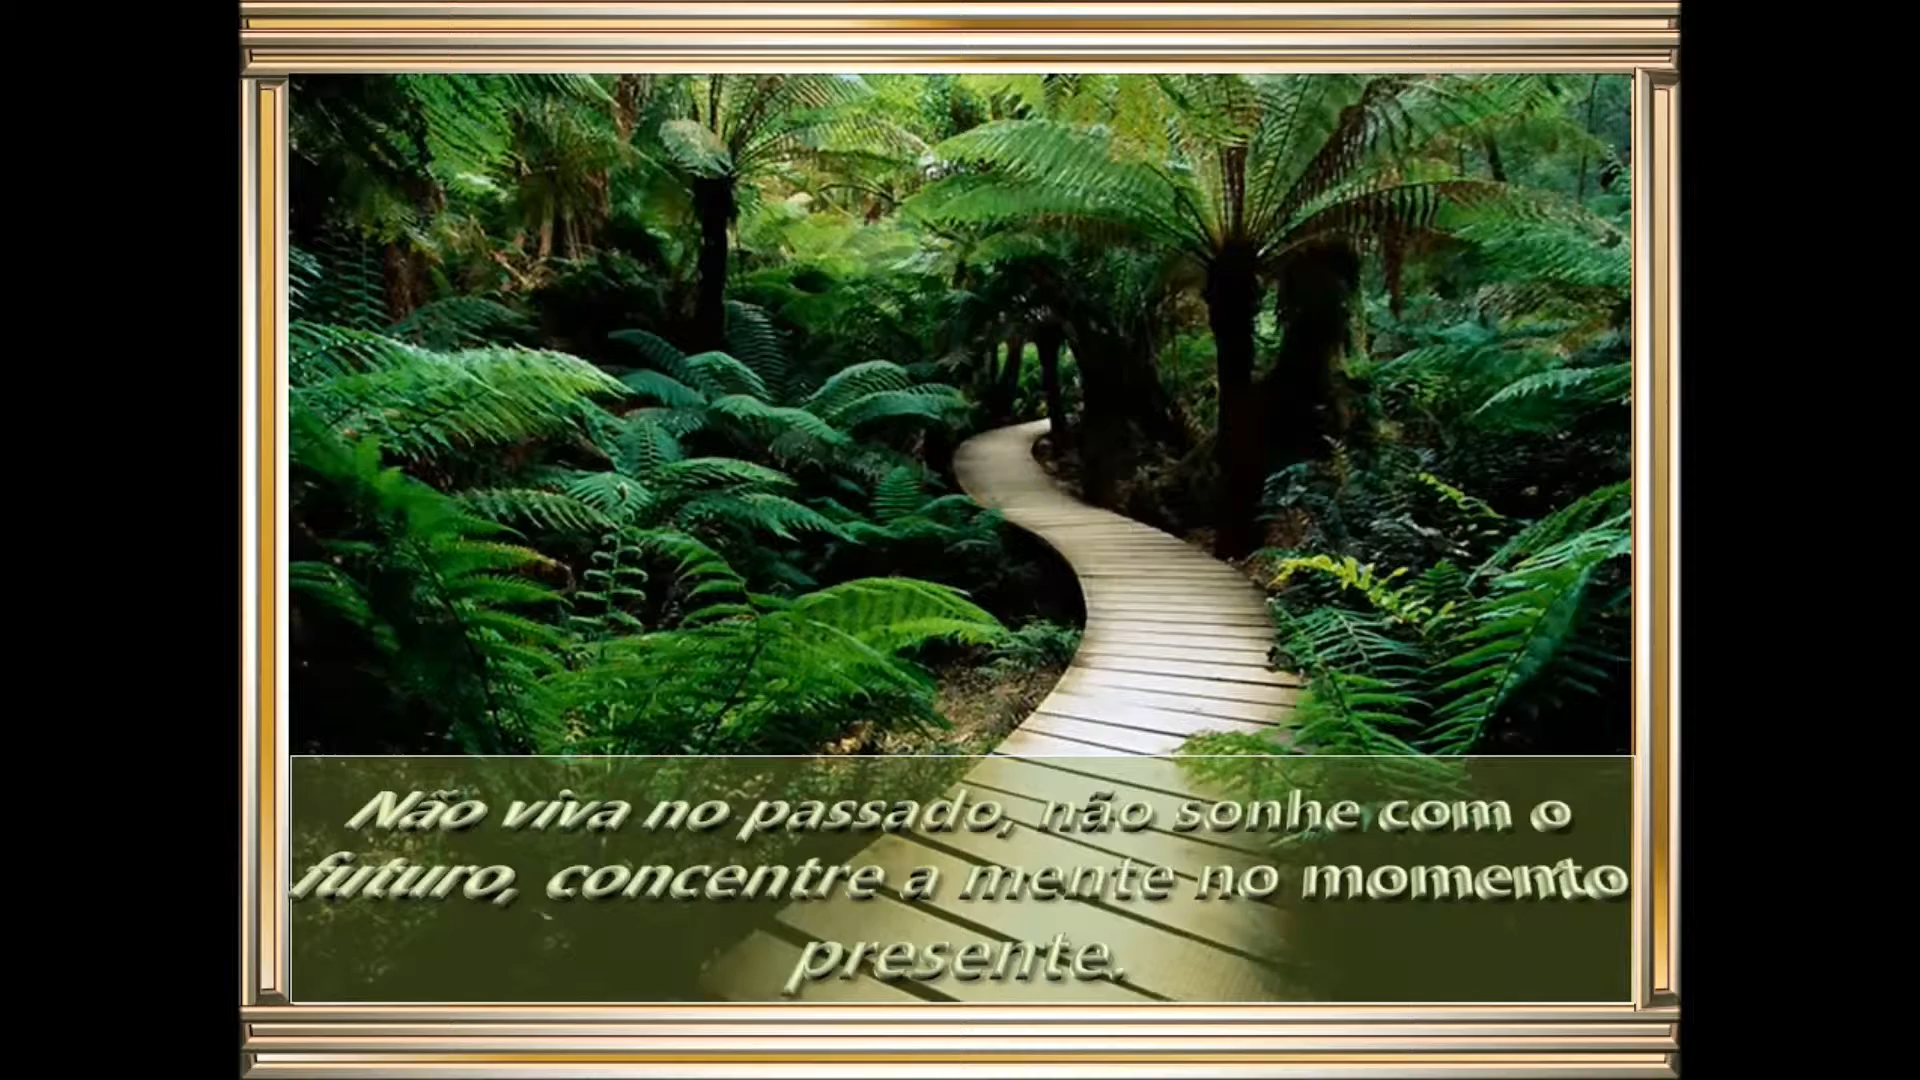 Não viva no passado, não sonhe com o
futuro, concentre a mente no momento
presente.